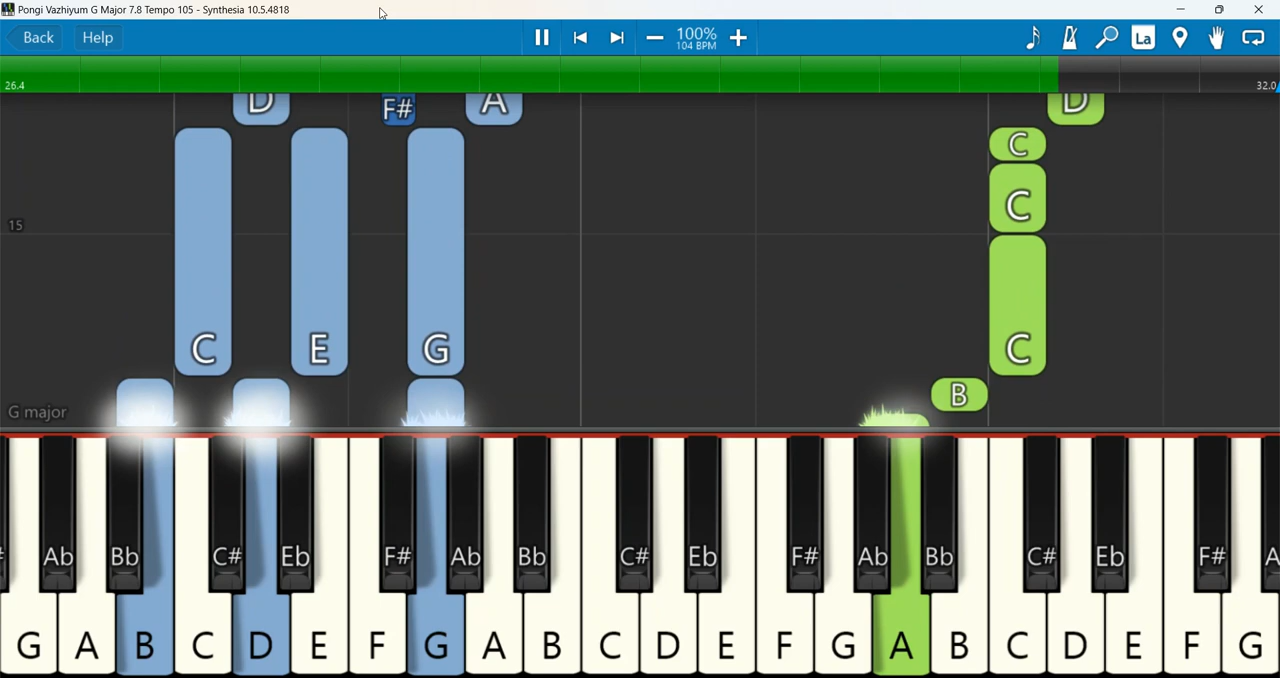 Pongi Vazhiyum G Major 7.8 Tempo 105 - Synthesia 10.5.4818
Back Help 100% La
104 BPM
26.4 32.0
D F# A D
C
C
15
C E G C
G major B
Ab Bb C# Eb F# Ab Bb C# Eb F# Ab Bb C# Eb F# A
G A B C D E F G A B C D E F G A B C D E F G